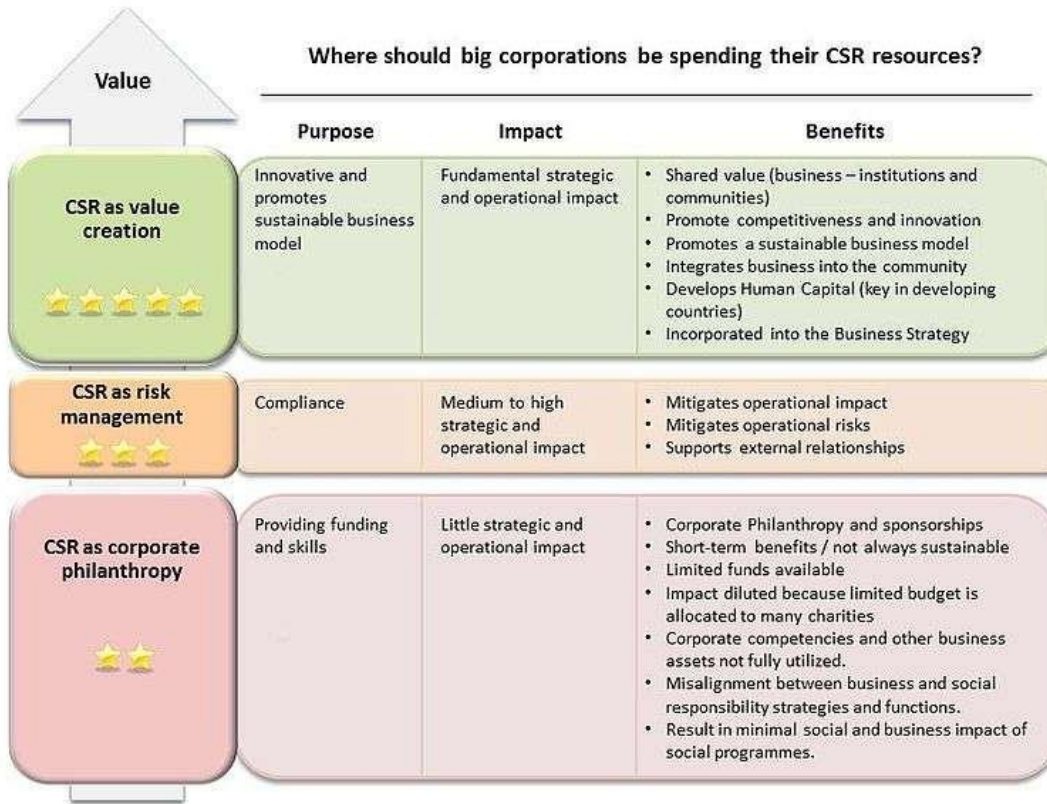 Value
Where should big corporations be spending their CSR resources?
Purpose
Impact
Benefits
CSR as value
creation
Innovative and
promotes
sustainable business
model
Fundamental strategic
and operational impact
• Shared value (business – institutions and
communities)
• Promote competitiveness and innovation
• Promotes a sustainable business model
• Integrates business into the community
• Develops Human Capital (key in developing
countries)
• Incorporated into the Business Strategy
CSR as risk
management
Compliance
Medium to high
strategic and
operational impact
• Mitigates operational impact
• Mitigates operational risks
• Supports external relationships
CSR as corporate
philanthropy
Providing funding
and skills
Little strategic and
operational impact
• Corporate Philanthropy and sponsorships
• Short-term benefits / not always sustainable
• Limited funds available
• Impact diluted because limited budget is
allocated to many charities
• Corporate competencies and other business
assets not fully utilized.
• Misalignment between business and social
responsibility strategies and functions.
• Result in minimal social and business impact of
social programmes.